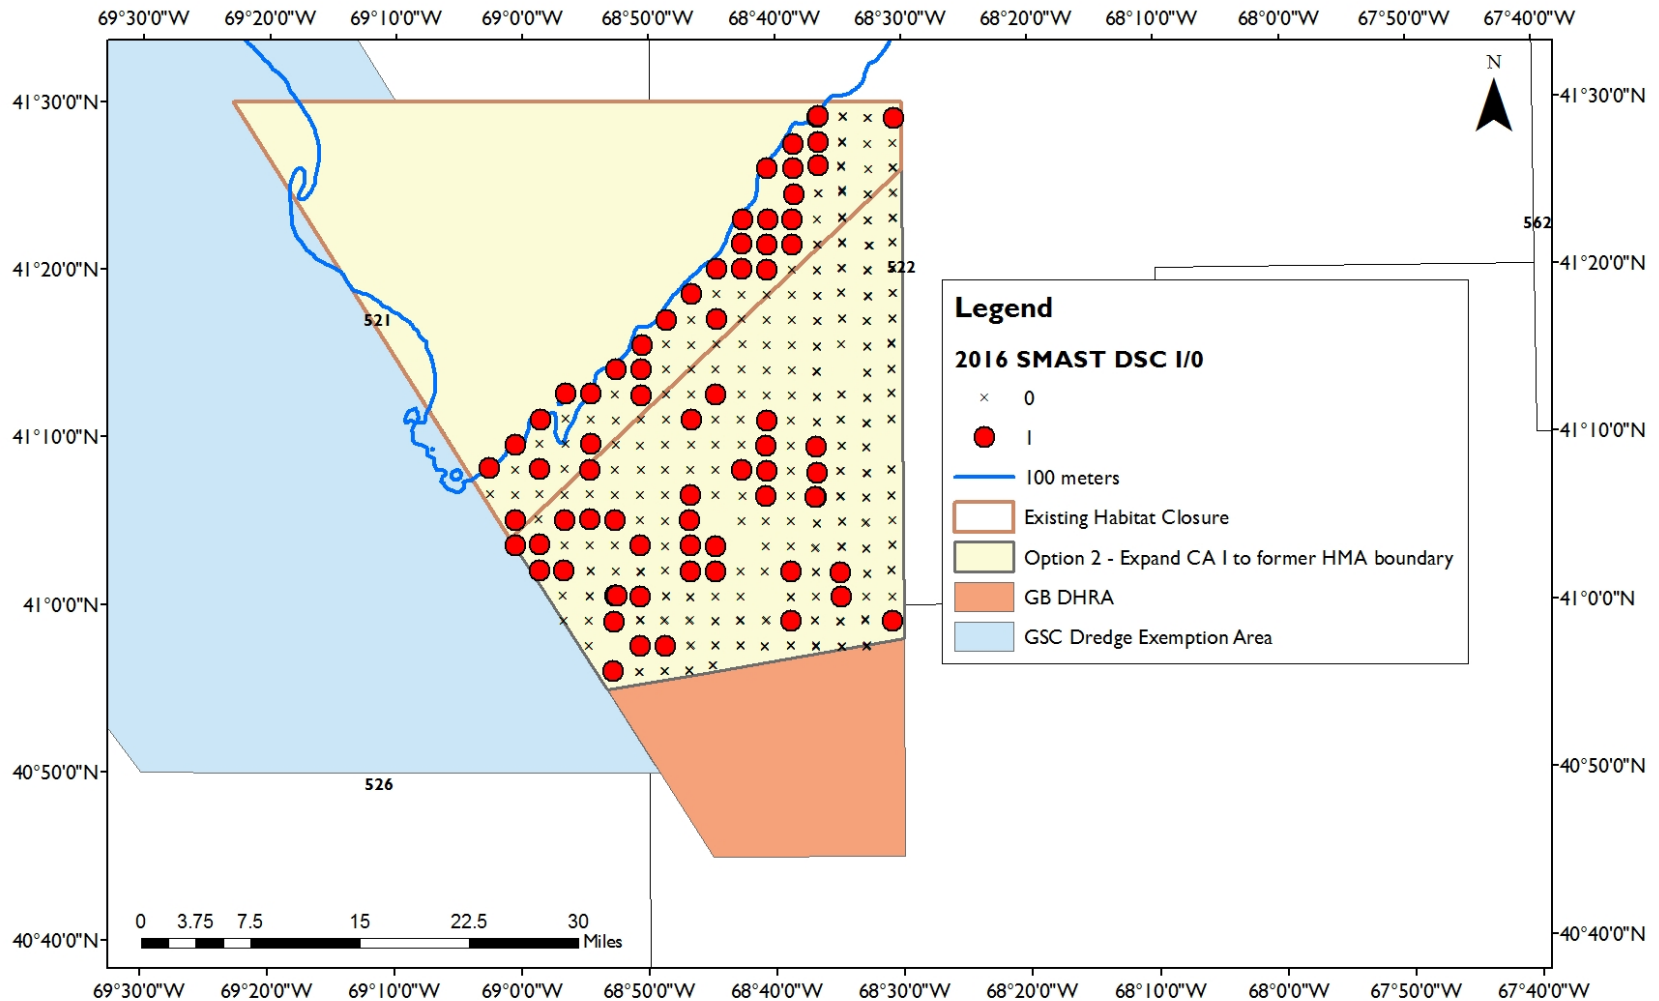 69°30'0"W 69°20'0"W 69°10'0"W 69°0'0"W 68°50'0"W 68°40'0"W 68°30'0"W 68°20'0"W 68°10'0"W 68°0'0"W 67°50'0"W 67°40'0"W
N
41°30'0"N 41°30'0"N
562
41°20'0"N 522 41°20'0"N
521
Legend
2016 SMAST DSC 1/0
0
1
100 meters
Existing Habitat Closure
Option 2 - Expand CA I to former HMA boundary
GB DHRA
GSC Dredge Exemption Area
41°10'0"N 41°10'0"N
41°0'0"N 41°0'0"N
40°50'0"N 40°50'0"N
526
0 3.75 7.5 15 22.5 30
Miles
40°40'0"N 40°40'0"N
69°30'0"W 69°20'0"W 69°10'0"W 69°0'0"W 68°50'0"W 68°40'0"W 68°30'0"W 68°20'0"W 68°10'0"W 68°0'0"W 67°50'0"W 67°40'0"W